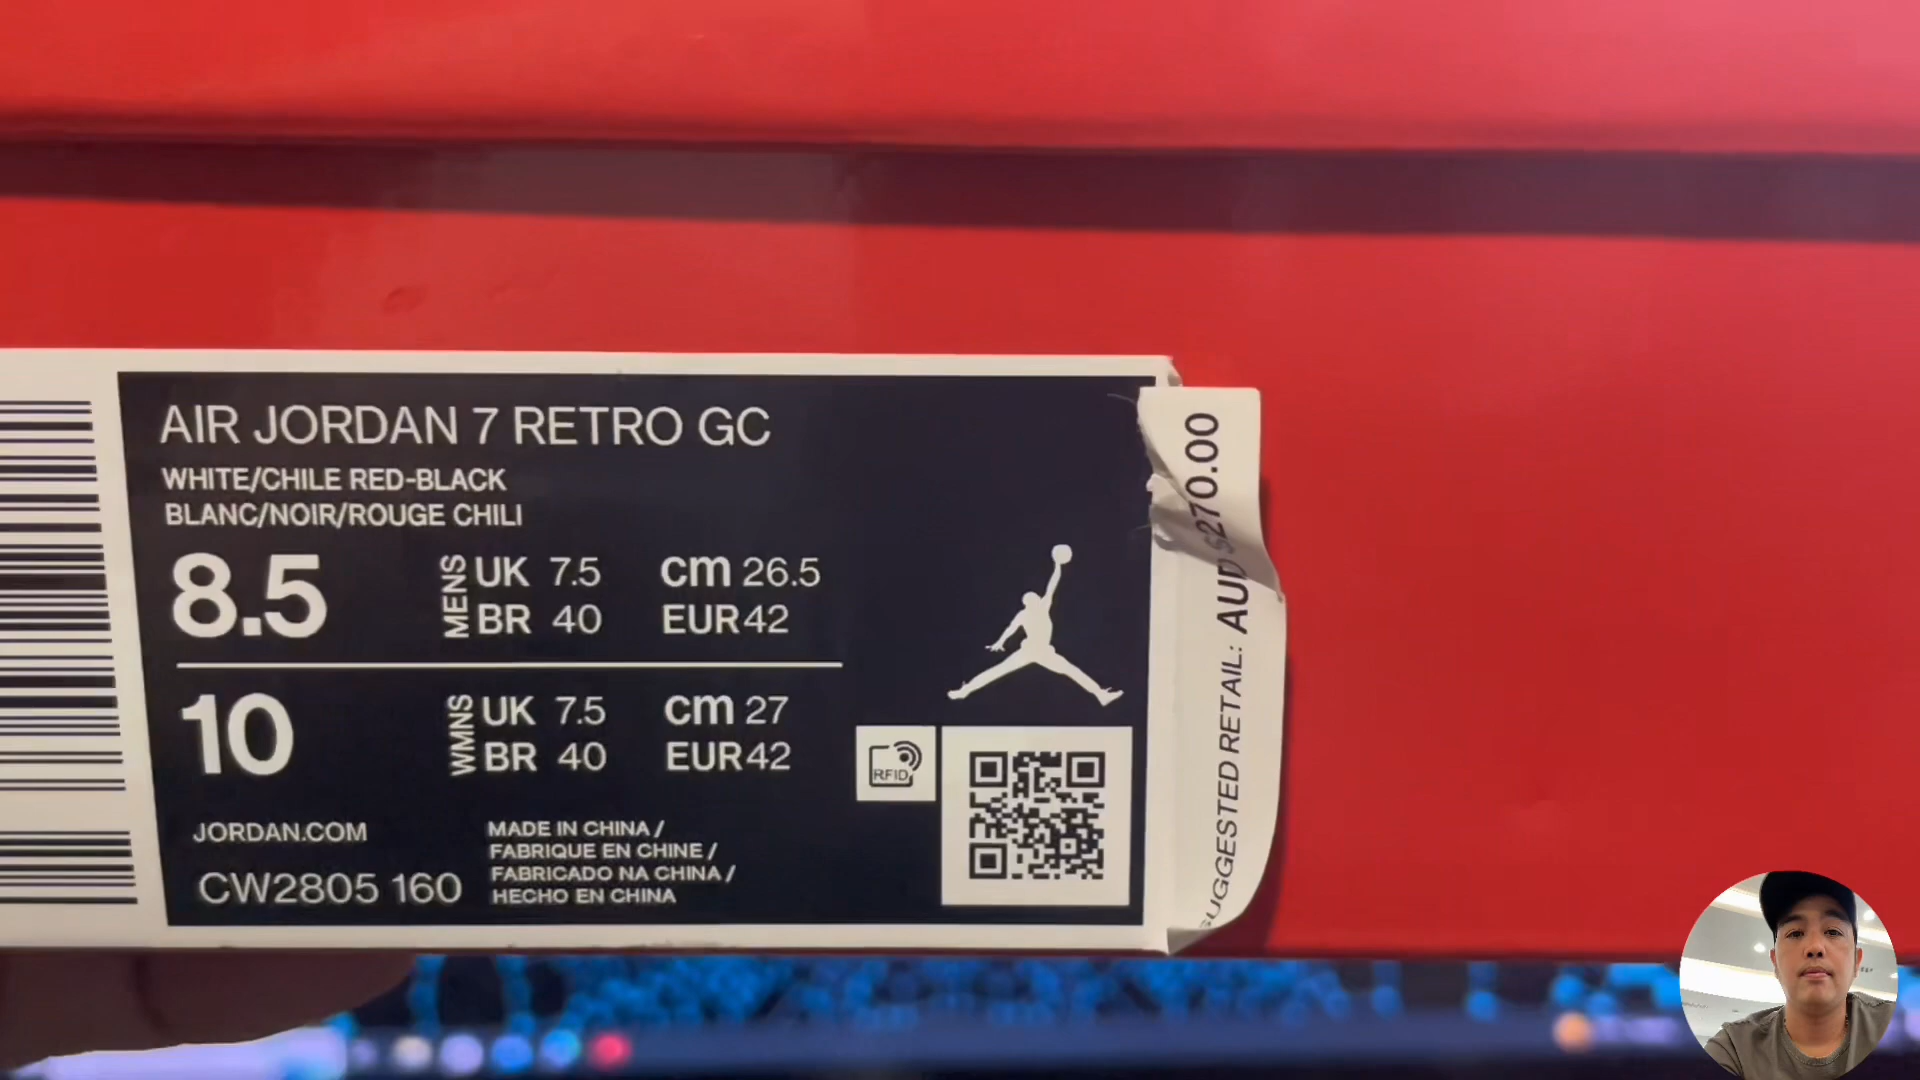 AIR JORDAN 7 RETRO GC
WHITE/CHILE RED-BLACK
BLANC/NOIR/ROUGE CHILI
8.5 MENS UK 7.5 cm 26.5
BR 40 EUR 42
10 WMNS UK 7.5 cm 27
BR 40 EUR 42
RFID
JORDAN.COM
CW2805 160
MADE IN CHINA /
FABRIQUE EN CHINE /
FABRICADO NA CHINA /
HECHO EN CHINA
SUGGESTED RETAIL: AUD $270.00